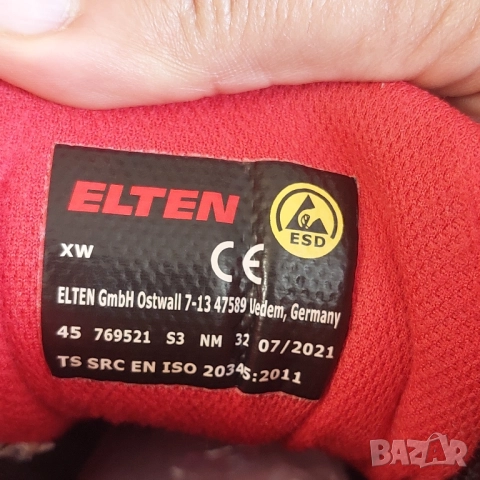 ELTEN
ESD
XW
CE
ELTEN GmbH Ostwall 7-13 47589 Uedem, Germany
45 769521 S3 NM 32 07/2021
TS SRC EN ISO 20345:2011
BAZAR